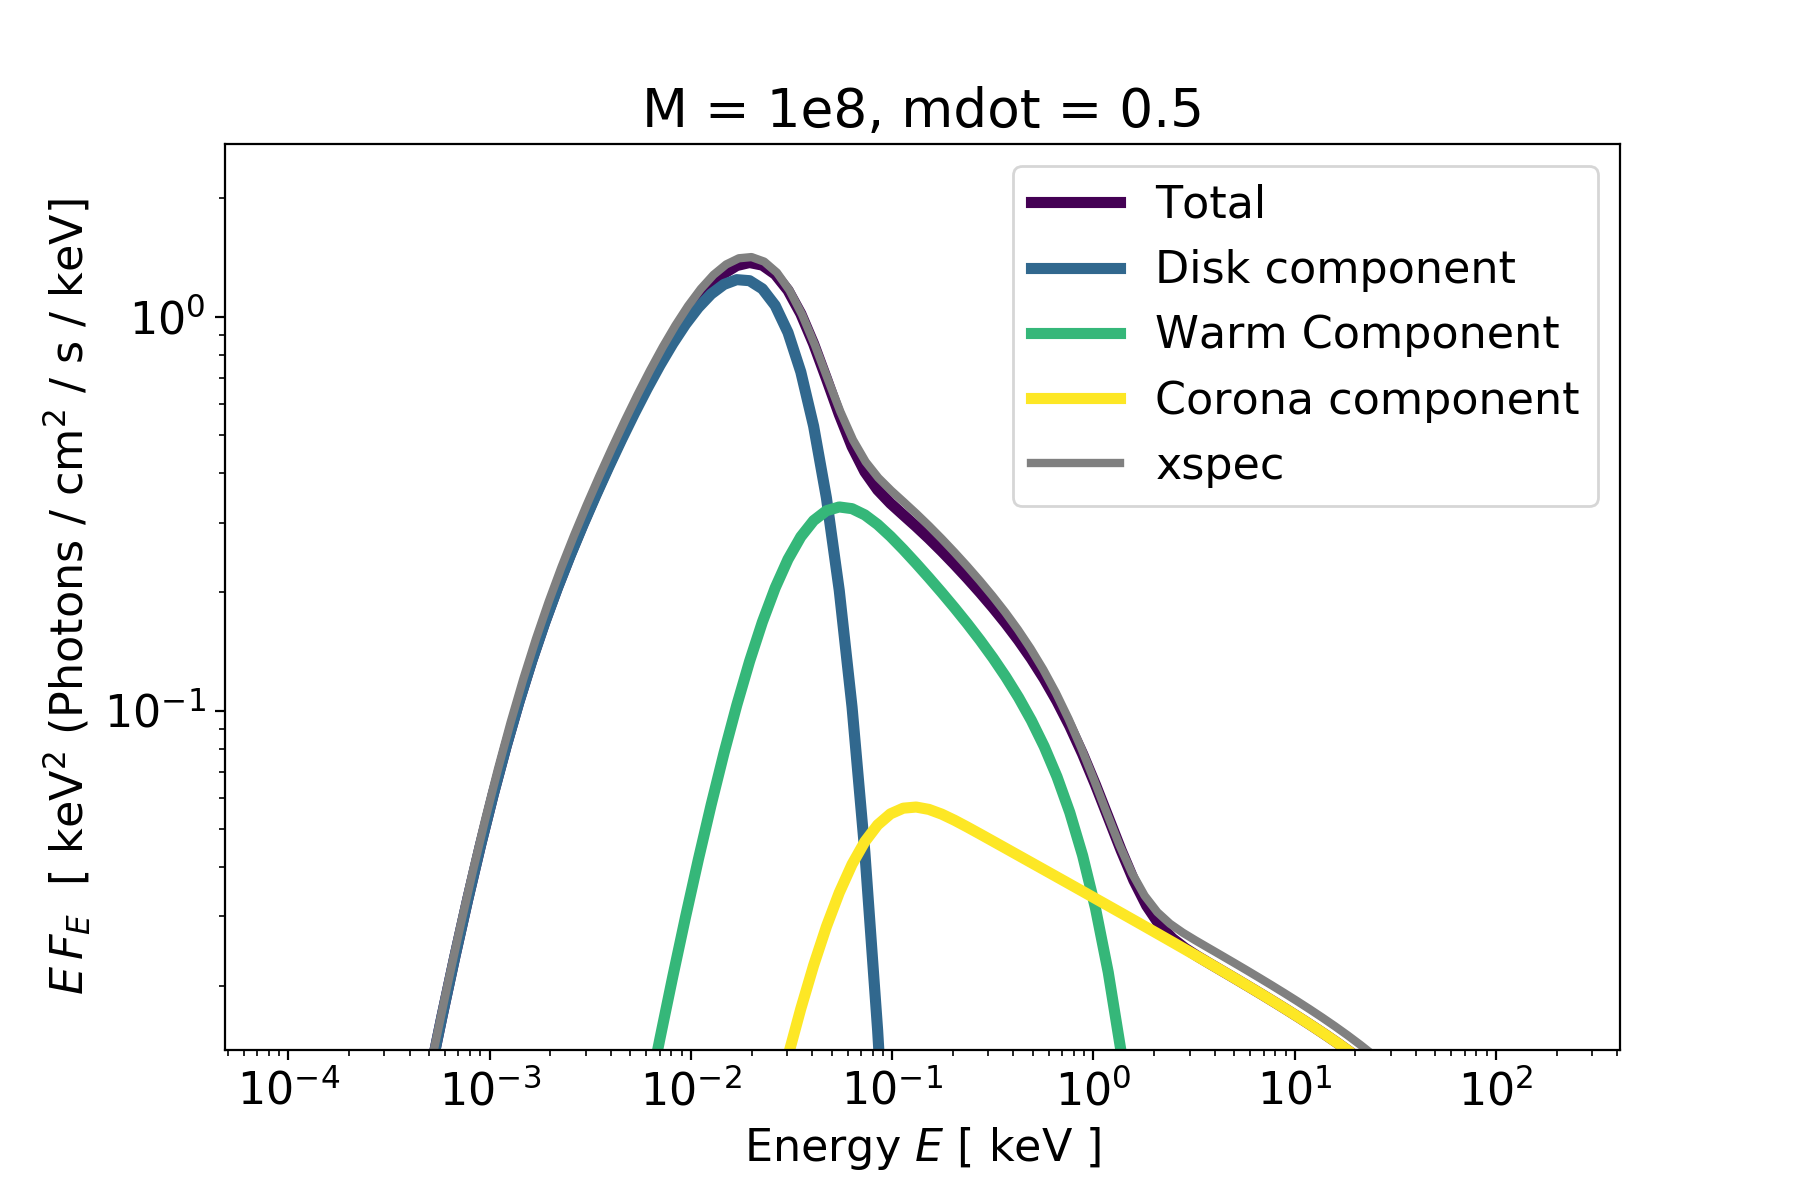 M = 1e8, mdot = 0.5
E F_E [ keV² (Photons / cm² / s / keV]
10⁰
10⁻¹
Total
Disk component
Warm Component
Corona component
xspec
10⁻⁴ 10⁻³ 10⁻² 10⁻¹ 10⁰ 10¹ 10²
Energy E [ keV ]